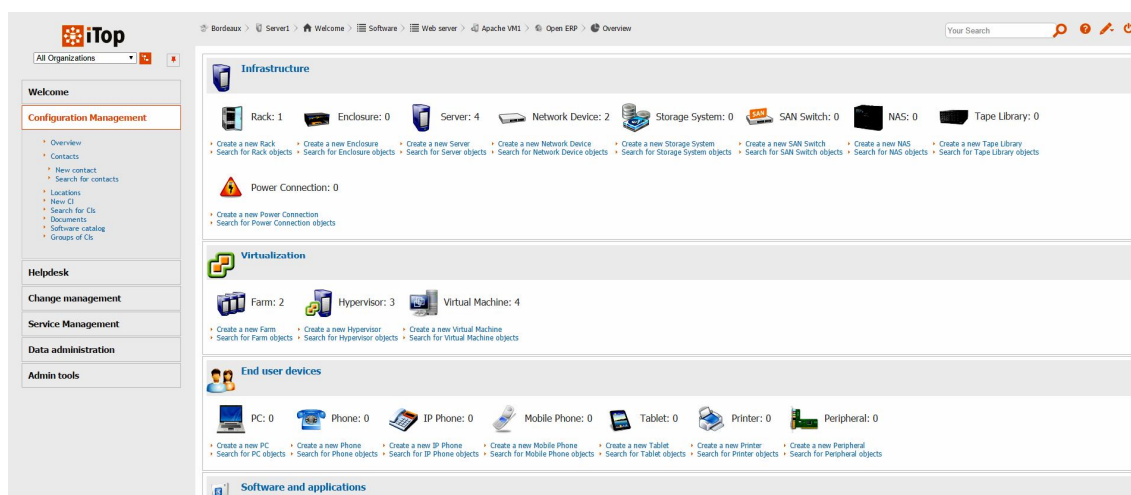 iTop
All Organizations
Bordeaux > Server1 > Welcome > Software > Web server > Apache VM1 > Open ERP > Overview
Your Search
Welcome
Configuration Management
Overview
Contacts
New contact
Search for contacts
Locations
New CI
Search for CIs
Documents
Software catalog
Groups of CIs
Helpdesk
Change management
Service Management
Data administration
Admin tools
Infrastructure
Rack: 1 Enclosure: 0 Server: 4 Network Device: 2 Storage System: 0 SAN SAN Switch: 0 NAS: 0 Tape Library: 0
Create a new Rack Create a new Enclosure Create a new Server Create a new Network Device Create a new Storage System Create a new SAN Switch Create a new NAS Create a new Tape Library
Search for Rack objects Search for Enclosure objects Search for Server objects Search for Network Device objects Search for Storage System objects Search for SAN Switch objects Search for NAS objects Search for Tape Library objects
Power Connection: 0
Create a new Power Connection
Search for Power Connection objects
Virtualization
Farm: 2 Hypervisor: 3 Virtual Machine: 4
Create a new Farm Create a new Hypervisor Create a new Virtual Machine
Search for Farm objects Search for Hypervisor objects Search for Virtual Machine objects
End user devices
PC: 0 Phone: 0 IP Phone: 0 Mobile Phone: 0 Tablet: 0 Printer: 0 Peripheral: 0
Create a new PC Create a new Phone Create a new IP Phone Create a new Mobile Phone Create a new Tablet Create a new Printer Create a new Peripheral
Search for PC objects Search for Phone objects Search for IP Phone objects Search for Mobile Phone objects Search for Tablet objects Search for Printer objects Search for Peripheral objects
Software and applications